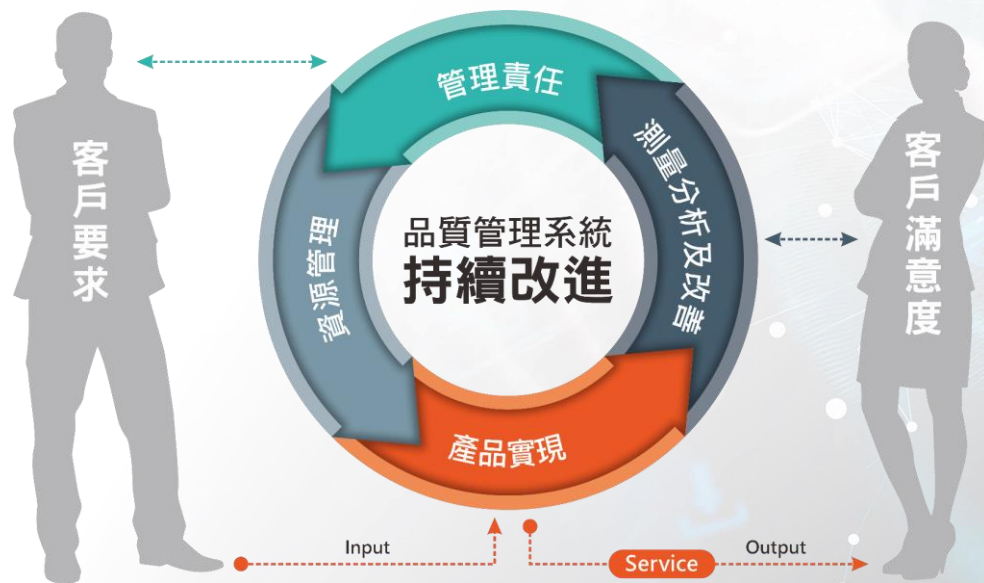 客戶要求
管理責任
資源管理
品質管理系統
持續改進
測量分析及改善
產品實現
客戶滿意度
Input
Service
Output